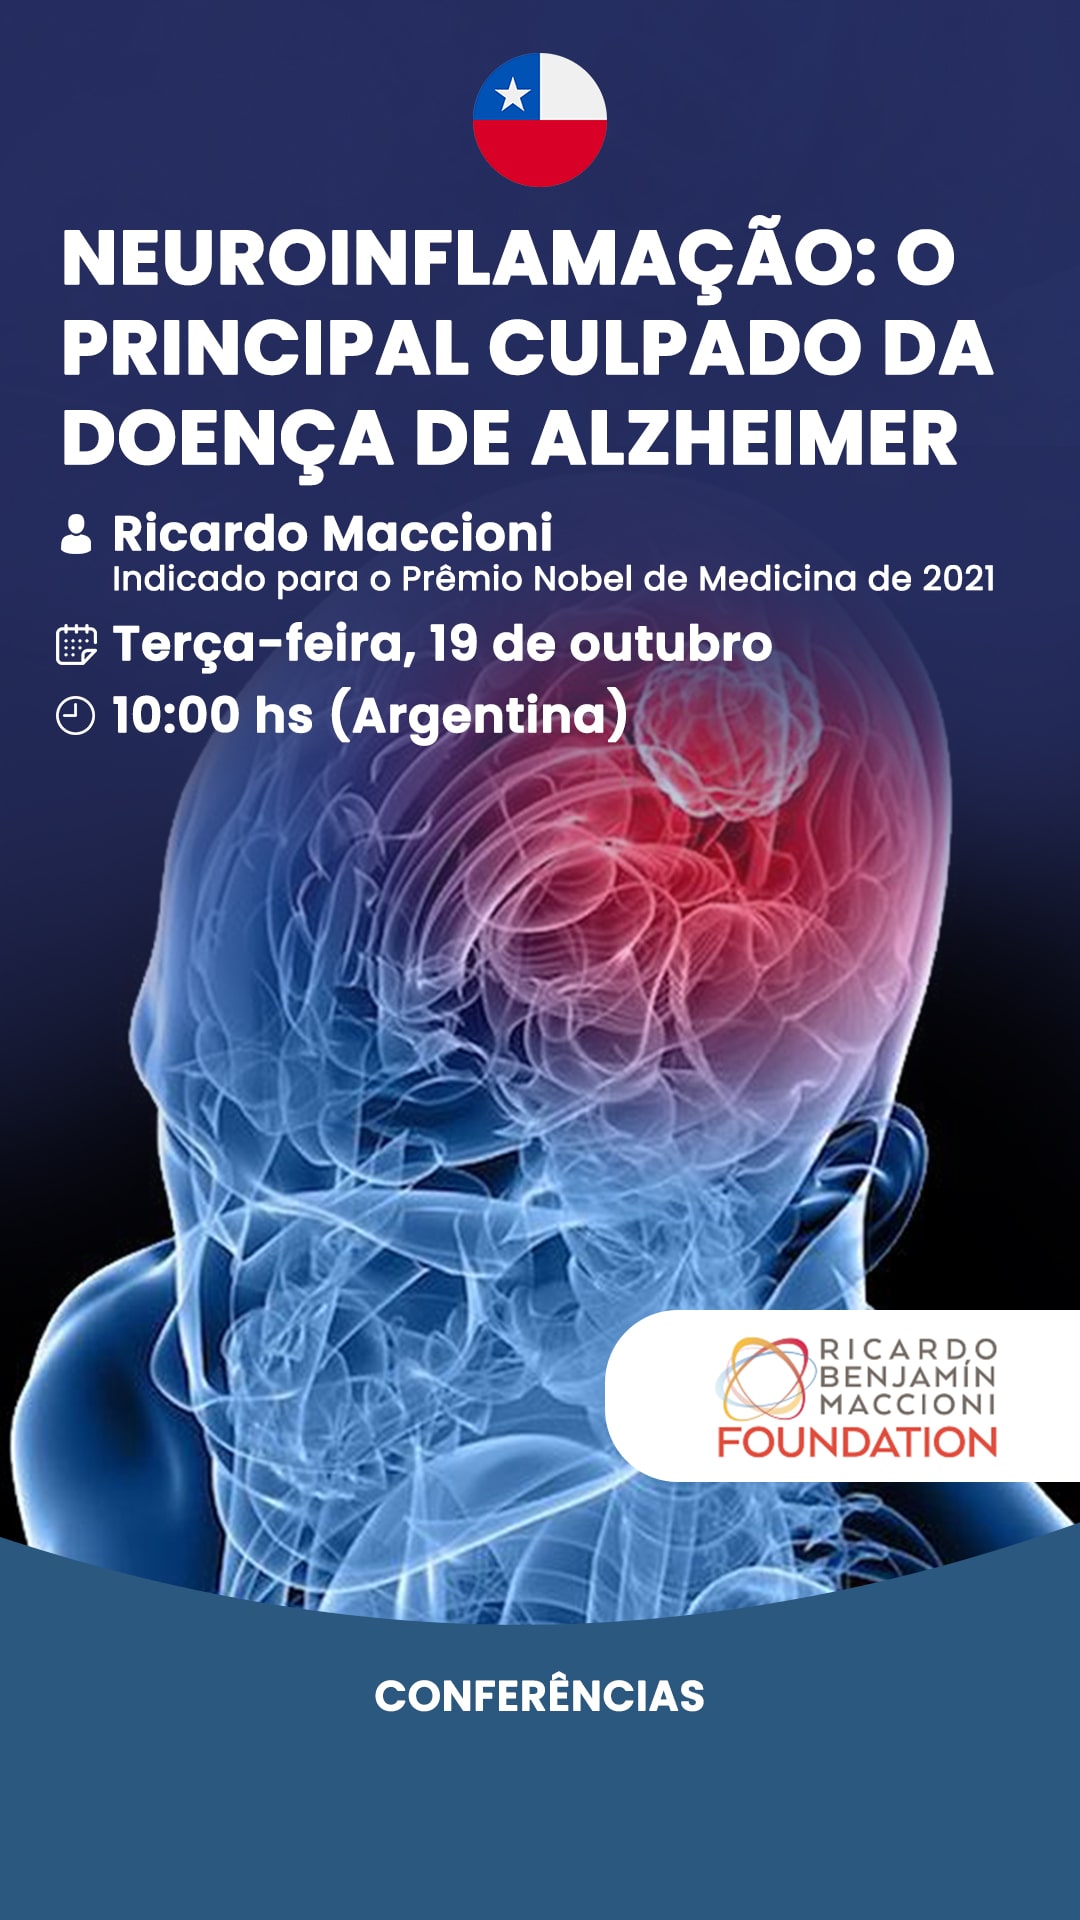 NEUROINFLAMAÇÃO: O
PRINCIPAL CULPADO DA
DOENÇA DE ALZHEIMER
Ricardo Maccioni
Indicado para o Prêmio Nobel de Medicina de 2021
Terça-feira, 19 de outubro
10:00 hs (Argentina)
RICARDO
BENJAMÍN
MACCIONI
FOUNDATION
CONFERÊNCIAS